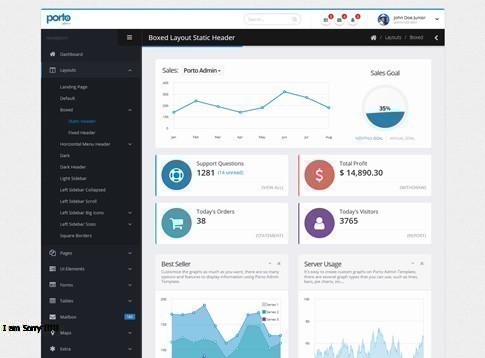 porto
admin
Search...
John Doe Junior
administrator
NAVIGATION
Boxed Layout Static Header
Layouts / Boxed
Dashboard
Layouts
Landing Page
Default
Boxed
Static Header
Fixed Header
Horizontal Menu Header
Dark
Dark Header
Light Sidebar
Left Sidebar Collapsed
Left Sidebar Scroll
Left Sidebar Big Icons
Left Sidebar Sizes
Square Borders
Pages
UI Elements
Forms
Tables
Mailbox
Maps
Extra
Sales: Porto Admin
Jan Feb Mar Apr May Jun Jul Aug
Sales Goal
35%
MONTHLY GOAL ANNUAL GOAL
Support Questions
1281 (14 unread)
(VIEW ALL)
Total Profit
$ 14,890.30
(WITHDRAW)
Today's Orders
38
(STATEMENT)
Today's Visitors
3765
(REPORT)
Best Seller
Customize the graphs as much as you want, there are so many
options and features to display information using Porto Admin
Template.
Series 1
Series 2
Series 3
Server Usage
It's easy to create custom graphs on Porto Admin Template,
there are several graph types that you can use, such as lines,
bars, pie charts, etc...
I am Sorry